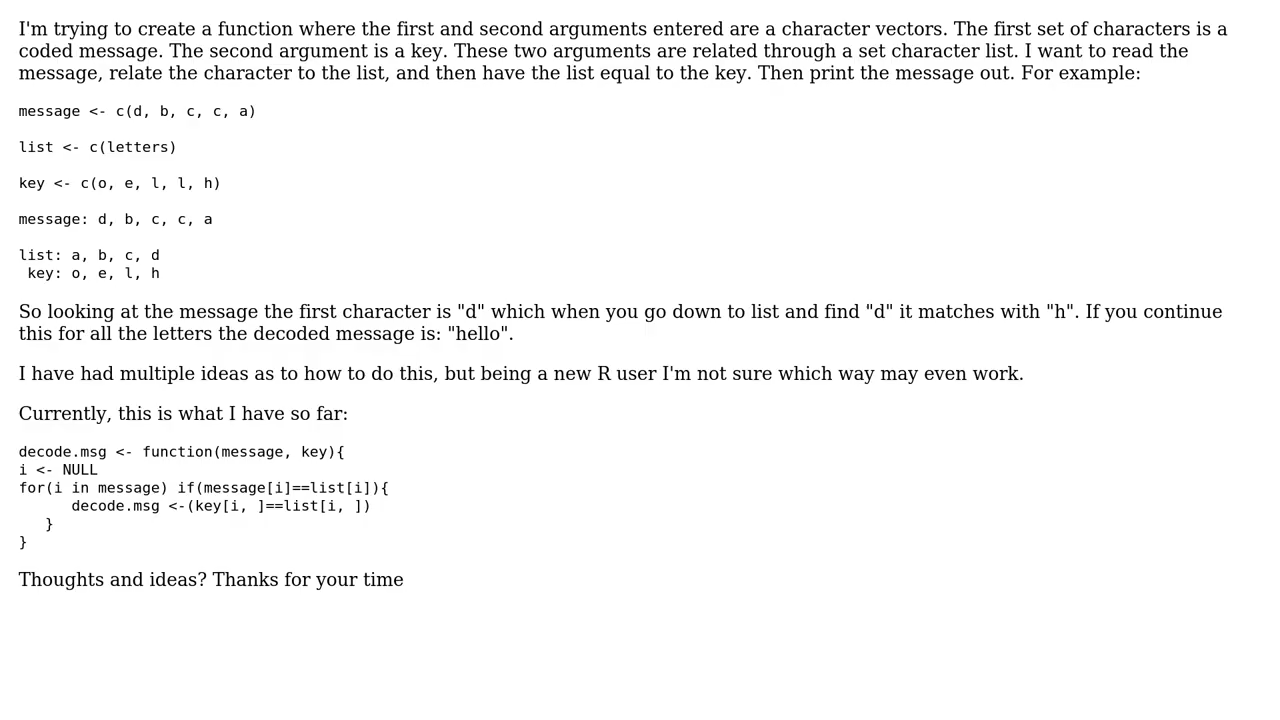 I'm trying to create a function where the first and second arguments entered are a character vectors. The first set of characters is a
coded message. The second argument is a key. These two arguments are related through a set character list. I want to read the
message, relate the character to the list, and then have the list equal to the key. Then print the message out. For example:
message <- c(d, b, c, c, a)
list <- c(letters)
key <- c(o, e, l, l, h)
message: d, b, c, c, a
list: a, b, c, d
 key: o, e, l, h
So looking at the message the first character is "d" which when you go down to list and find "d" it matches with "h". If you continue
this for all the letters the decoded message is: "hello".
I have had multiple ideas as to how to do this, but being a new R user I'm not sure which way may even work.
Currently, this is what I have so far:
decode.msg <- function(message, key){
i <- NULL
for(i in message) if(message[i]==list[i]){
      decode.msg <-(key[i, ]==list[i, ])
   }
}
Thoughts and ideas? Thanks for your time